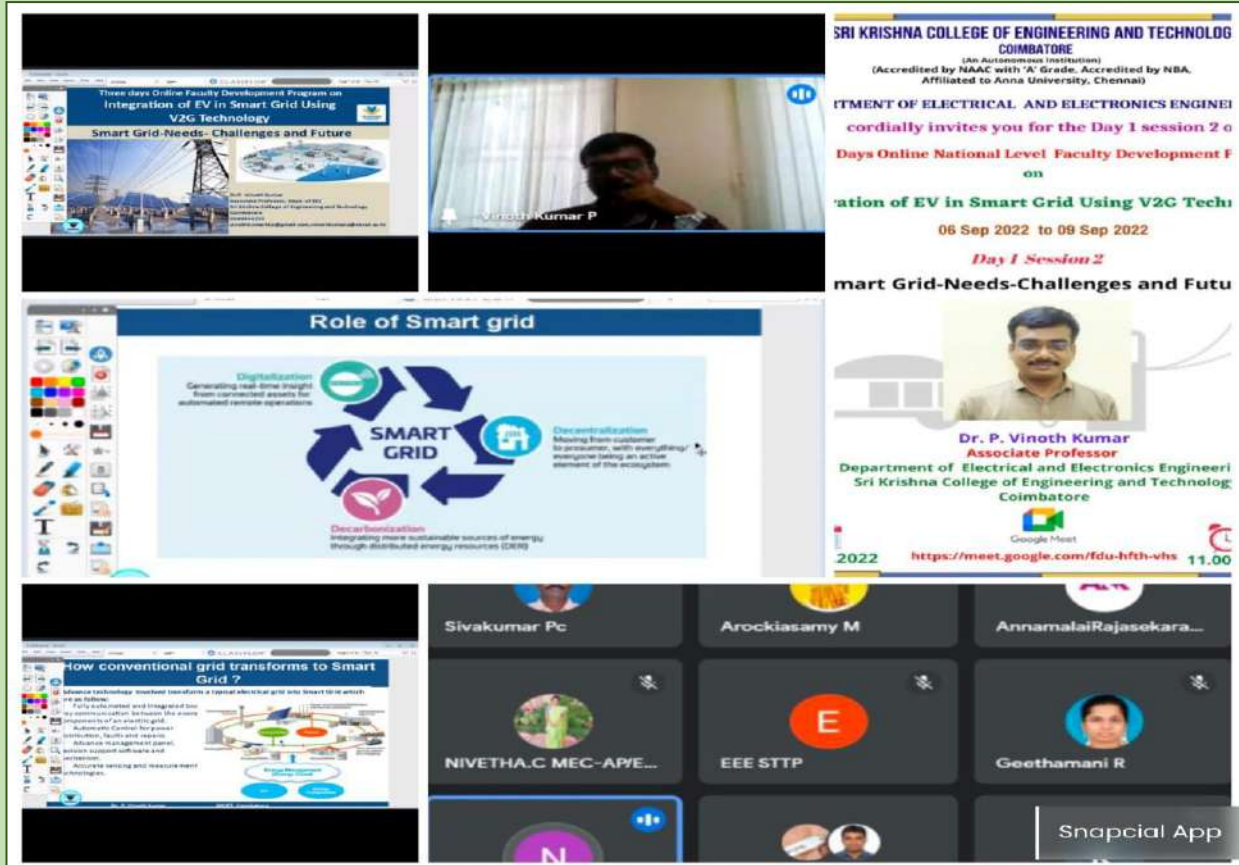 Three days Online Faculty Development Program on
Integration of EV in Smart Grid Using
V2G Technology
Smart Grid-Needs- Challenges and Future
Vinoth Kumar P
SRI KRISHNA COLLEGE OF ENGINEERING AND TECHNOLOG
COIMBATORE
(An Autonomous Institution)
(Accredited by NAAC with 'A' Grade, Accredited by NBA,
Affiliated to Anna University, Chennai)
RTMENT OF ELECTRICAL AND ELECTRONICS ENGINEE
cordially invites you for the Day 1 session 2 o
Days Online National Level Faculty Development P
on
ration of EV in Smart Grid Using V2G Techn
06 Sep 2022 to 09 Sep 2022
Day 1 Session 2
mart Grid-Needs-Challenges and Futu
Dr. P. Vinoth Kumar
Associate Professor
Department of Electrical and Electronics Engineeri
Sri Krishna College of Engineering and Technology
Coimbatore
Google Meet
.2022 https://meet.google.com/fdu-hfth-vhs 11.00
Role of Smart grid
Digitalization
Generating real-time insight
from connected assets for
automated remote operations
SMART
GRID
Decentralization
Moving from customer
to prosumer, with everything/
everyone being an active
element of the ecosystem
Decarbonization
Integrating more sustainable sources of energy
through distributed energy resources (DER)
How conventional grid transforms to Smart
Grid ?
Sivakumar Pc
Arockiasamy M
AnnamalaiRajasekara...
NIVETHA.C MEC-AP/E...
E
EEE STTP
Geethamani R
N
Snapcial App